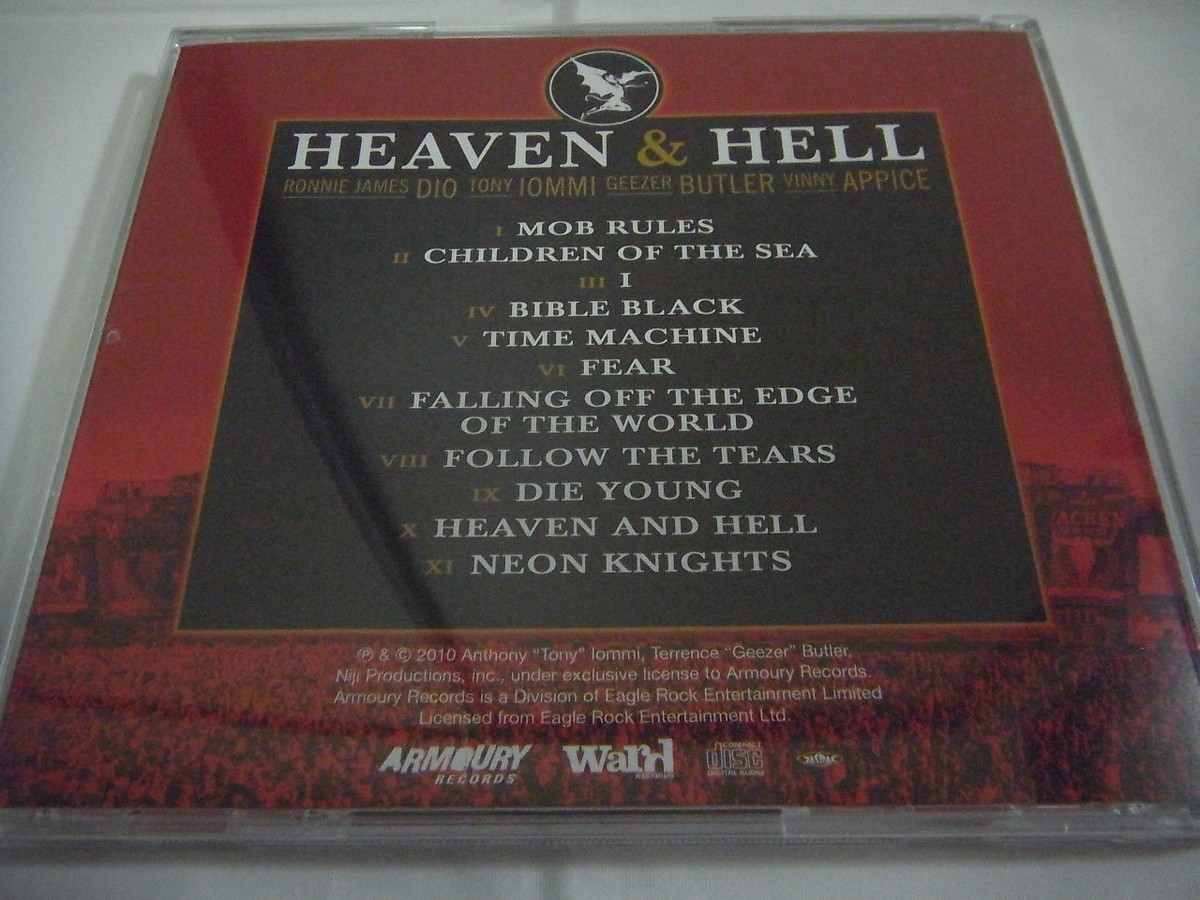 HEAVEN & HELL
RONNIE JAMES DIO TONY IOMMI GEEZER BUTLER VINNY APPICE
I MOB RULES
II CHILDREN OF THE SEA
III I
IV BIBLE BLACK
V TIME MACHINE
VI FEAR
VII FALLING OFF THE EDGE
OF THE WORLD
VIII FOLLOW THE TEARS
IX DIE YOUNG
X HEAVEN AND HELL
XI NEON KNIGHTS
℗ & © 2010 Anthony “Tony” Iommi, Terrence “Geezer” Butler,
Niji Productions, inc., under exclusive license to Armoury Records.
Armoury Records is a Division of Eagle Rock Entertainment Limited
Licensed from Eagle Rock Entertainment Ltd.
ARMOURY
RECORDS
Ward
RECORDS
COMPACT
disc
DIGITAL AUDIO